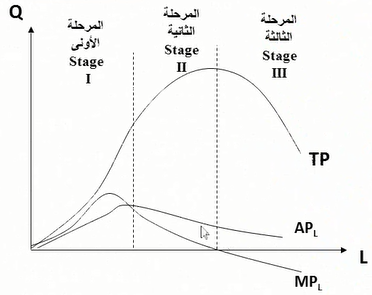 Q
المرحلة
الأولى
Stage
I
المرحلة
الثانية
Stage
II
المرحلة
الثالثة
Stage
III
TP
APL
L
MPL